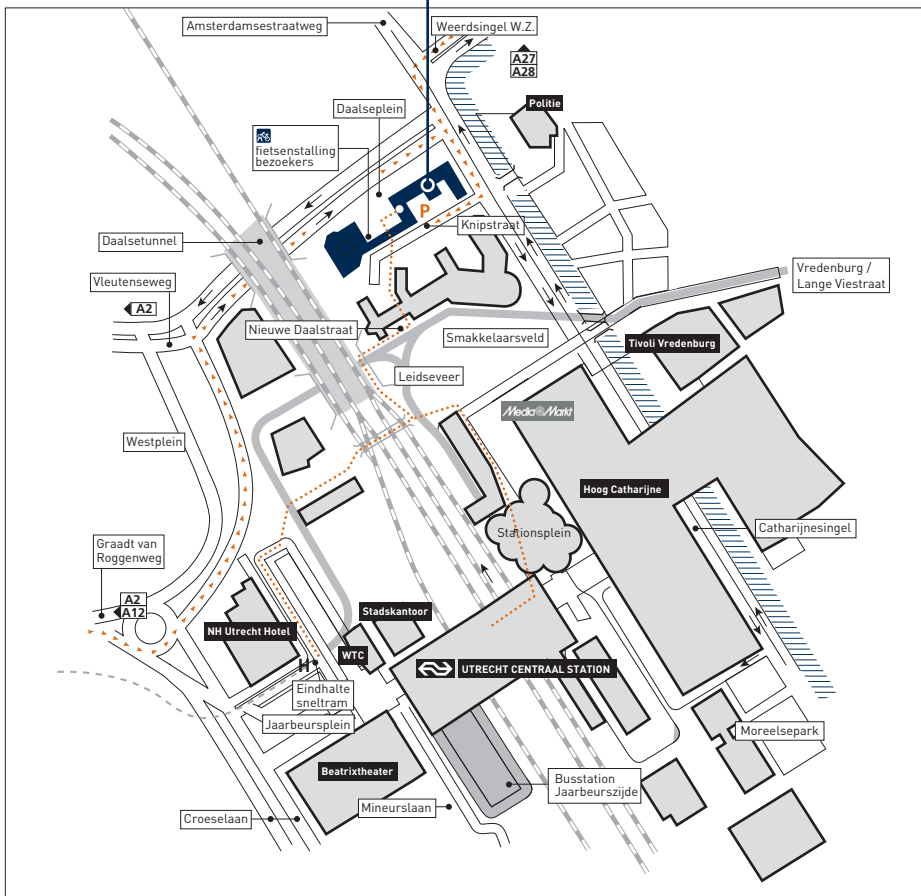 Amsterdamsestraatweg
Weerdsingel W.Z.
A27
A28
Politie
Daalseplein
fietsenstalling
bezoekers
P
Knipstraat
Daalsetunnel
Vleutenseweg
A2
Vredenburg /
Lange Viestraat
Nieuwe Daalstraat
Smakkelaarsveld
Tivoli Vredenburg
Leidseveer
Media Markt
Westplein
Hoog Catharijne
Stationsplein
Catharijnesingel
Graadt van
Roggenweg
A2
A12
Stadskantoor
NH Utrecht Hotel
WTC
H
UTRECHT CENTRAAL STATION
Eindhalte
sneltram
Jaarbeursplein
Moreelsepark
Beatrixtheater
Busstation
Jaarbeurszijde
Mineurslaan
Croeselaan